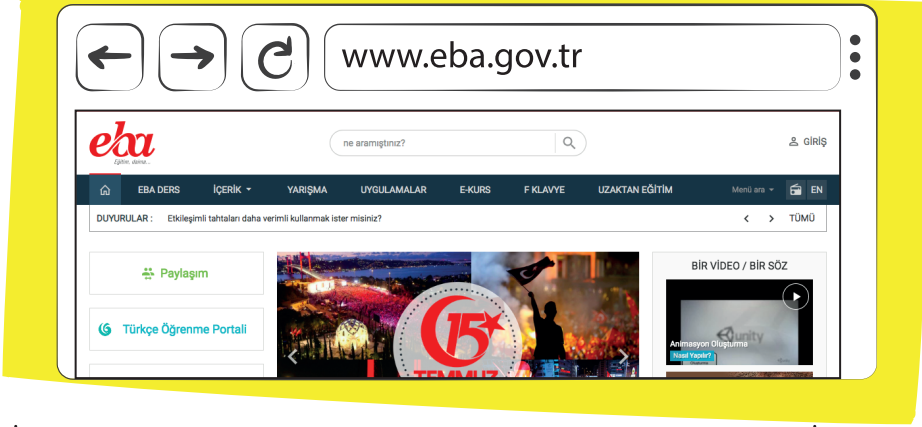 www.eba.gov.tr
eba
Eğitim, daima...
ne aramıştınız?
GİRİŞ
EBA DERS İÇERİK YARIŞMA UYGULAMALAR E-KURS F KLAVYE UZAKTAN EĞİTİM Menü ara EN
DUYURULAR : Etkileşimli tahtaları daha verimli kullanmak ister misiniz? < > TÜMÜ
Paylaşım
Türkçe Öğrenme Portali
15
TEMMUZ
BİR VİDEO / BİR SÖZ
unity
Animasyon Oluşturma
Nasıl Yapılır?